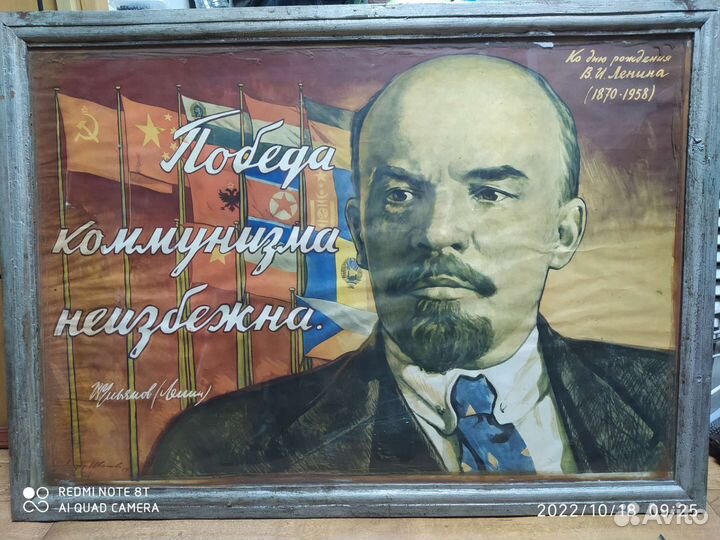 Ко дню рождения
В.И. Ленина
(1870-1958)
Победа
коммунизма
неизбежна.
В Ульянов (Ленин)
REDMI NOTE 8T
AI QUAD CAMERA
2022/10/18 09:25
Avito